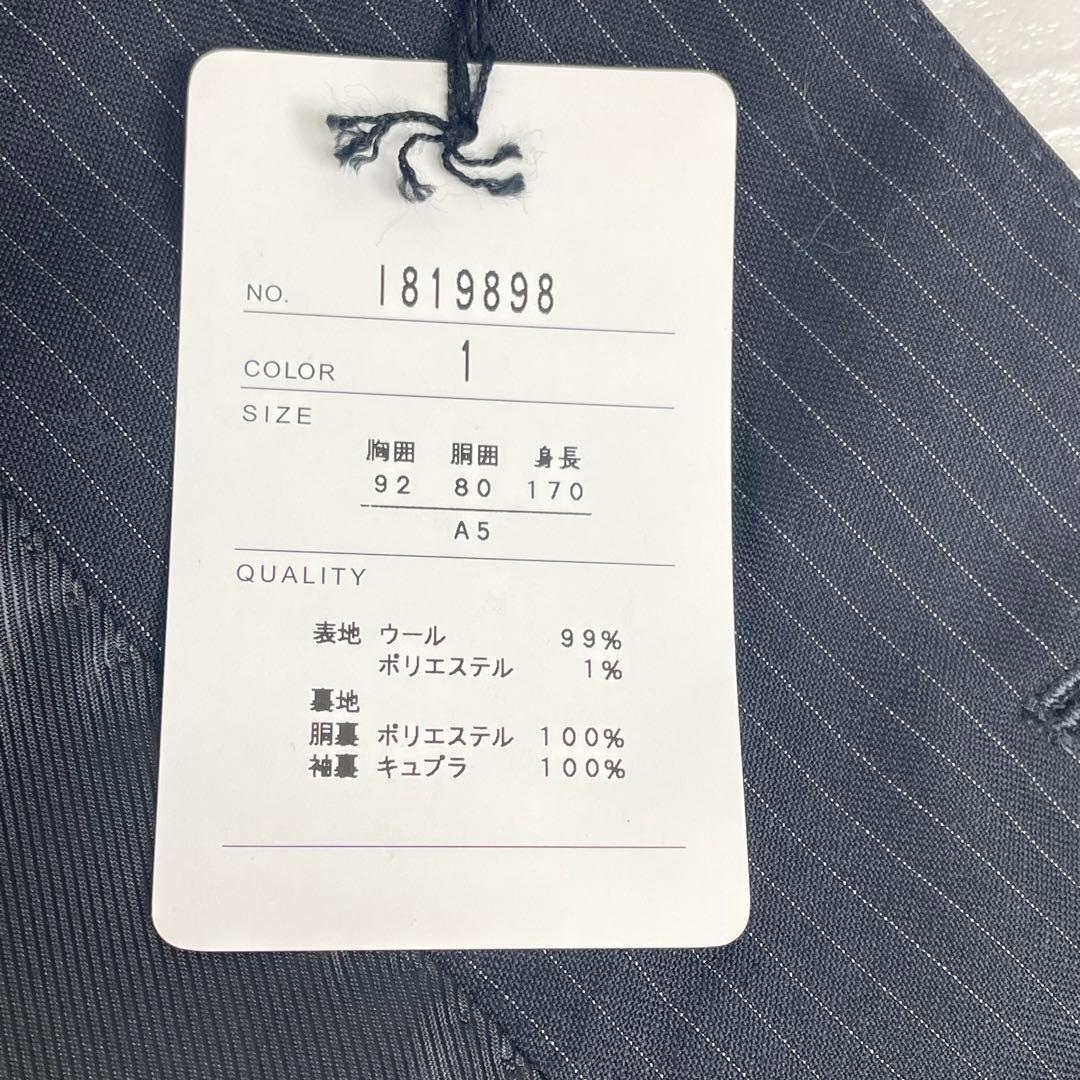 NO. 1819898
COLOR 1
SIZE
胸囲 胴囲 身長
92 80 170
A5
QUALITY
表地 ウール 99%
ポリエステル 1%
裏地
胴裏 ポリエステル 100%
袖裏 キュプラ 100%